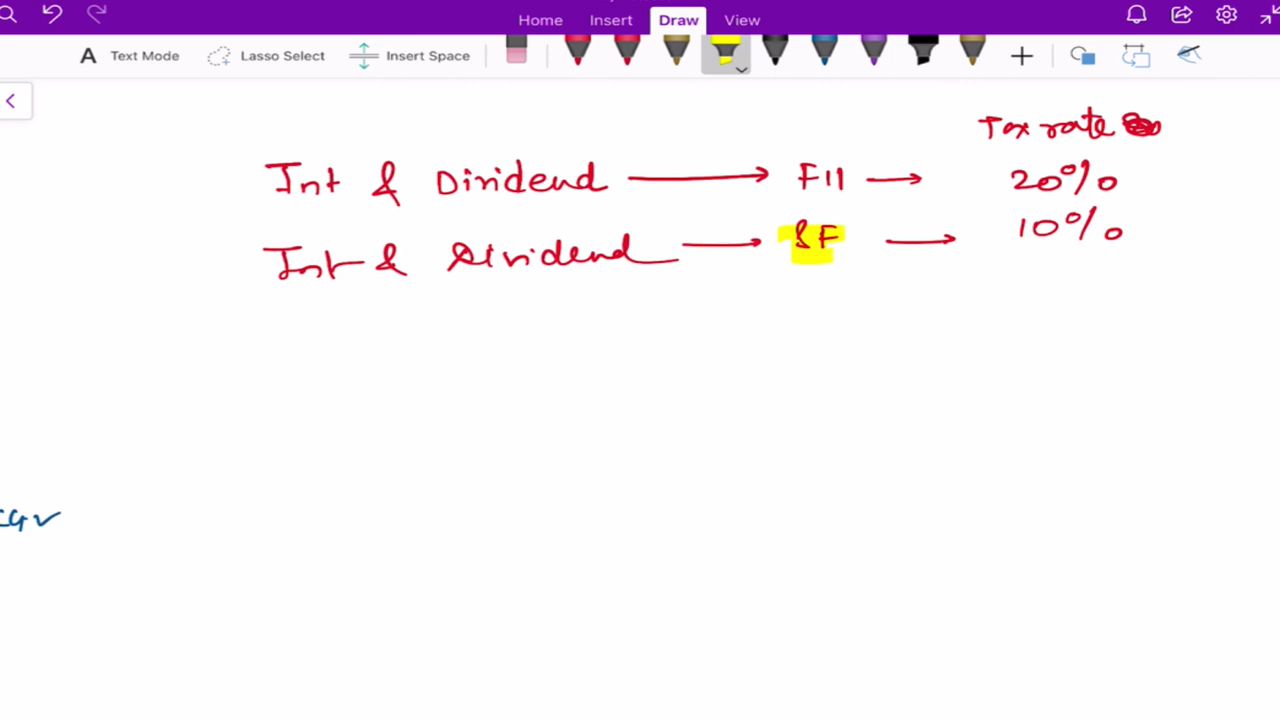 Home Insert Draw View
Text Mode Lasso Select Insert Space
Tax rate
Int & Dividend → FII → 20%
Int & Dividend → SF → 10%